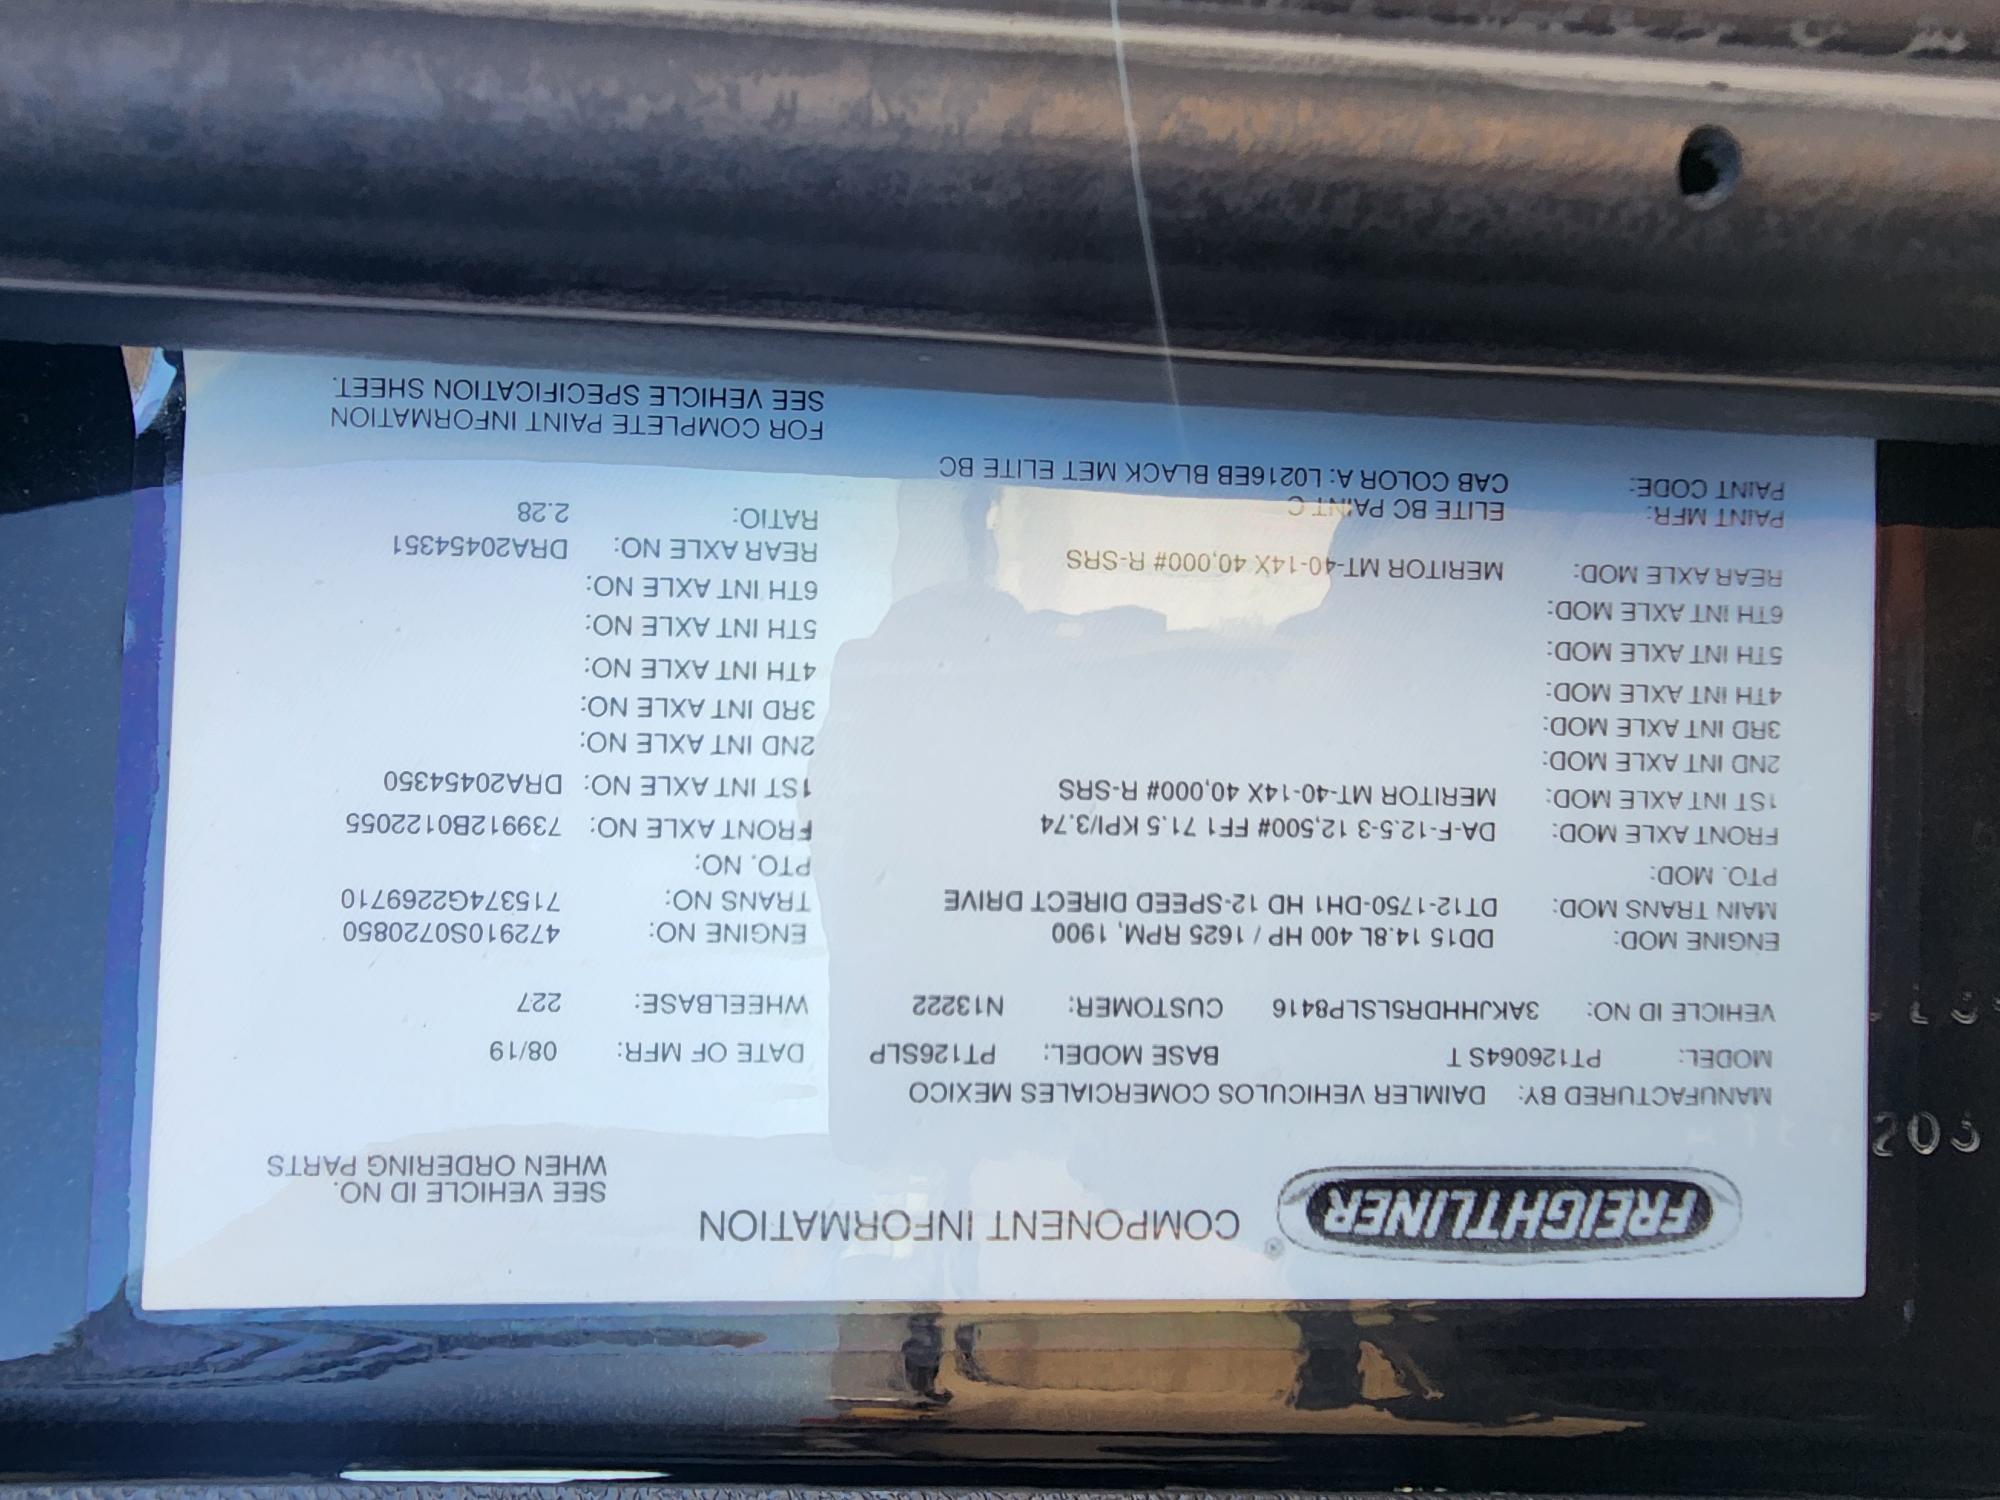 FREIGHTLINER ® COMPONENT INFORMATION
SEE VEHICLE ID NO.
WHEN ORDERING PARTS
MANUFACTURED BY: DAIMLER VEHICULOS COMERCIALES MEXICO
MODEL: PT126064S T BASE MODEL: PT126SLP DATE OF MFR: 08/19
VEHICLE ID NO: 3AKJHHDR5LSLP8416 CUSTOMER: N13222 WHEELBASE: 227
ENGINE MOD: DD15 14.8L 400 HP / 1625 RPM, 1900 ENGINE NO: 472910S0720850
MAIN TRANS MOD: DT12-1750-DH1 HD 12-SPEED DIRECT DRIVE TRANS NO: 715374G2269710
PTO. MOD: PTO. NO:
FRONT AXLE MOD: DA-F-12.5-3 12,500# FF1 71.5 KPI/3.74 FRONT AXLE NO: 739912B0122055
1ST INT AXLE MOD: MERITOR MT-40-14X 40,000# R-SRS 1ST INT AXLE NO: DRA20454350
2ND INT AXLE MOD: 2ND INT AXLE NO:
3RD INT AXLE MOD: 3RD INT AXLE NO:
4TH INT AXLE MOD: 4TH INT AXLE NO:
5TH INT AXLE MOD: 5TH INT AXLE NO:
6TH INT AXLE MOD: 6TH INT AXLE NO:
REAR AXLE MOD: MERITOR MT-40-14X 40,000# R-SRS REAR AXLE NO: DRA20454351
RATIO: 2.28
PAINT MFR: ELITE BC PAINT C
PAINT CODE: CAB COLOR A: L0216EB BLACK MET ELITE BC
FOR COMPLETE PAINT INFORMATION
SEE VEHICLE SPECIFICATION SHEET.